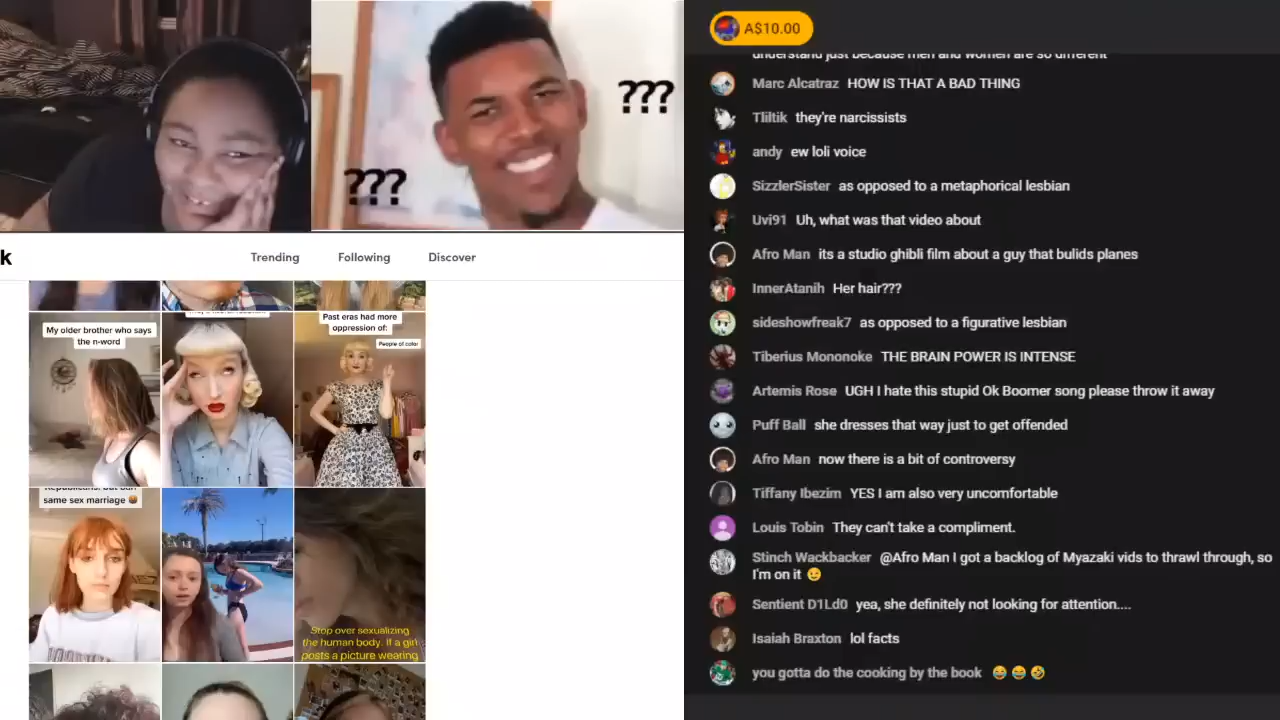 ???
???
k
Trending
Following
Discover
My older brother who says
the n-word
Past eras had more
oppression of:
People of color
same sex marriage 🤬
Stop over sexualizing
the human body. If a girl
posts a picture wearing
A$10.00
understand just because men and women are so different
Marc Alcatraz HOW IS THAT A BAD THING
Tliltik they're narcissists
andy ew loli voice
SizzlerSister as opposed to a metaphorical lesbian
Uvi91 Uh, what was that video about
Afro Man its a studio ghibli film about a guy that bulids planes
InnerAtanih Her hair???
sideshowfreak7 as opposed to a figurative lesbian
Tiberius Mononoke THE BRAIN POWER IS INTENSE
Artemis Rose UGH I hate this stupid Ok Boomer song please throw it away
Puff Ball she dresses that way just to get offended
Afro Man now there is a bit of controversy
Tiffany Ibezim YES I am also very uncomfortable
Louis Tobin They can't take a compliment.
Stinch Wackbacker @Afro Man I got a backlog of Myazaki vids to thrawl through, so
I'm on it 😉
Sentient D1Ld0 yea, she definitely not looking for attention....
Isaiah Braxton lol facts
you gotta do the cooking by the book 😂 😂 🤣